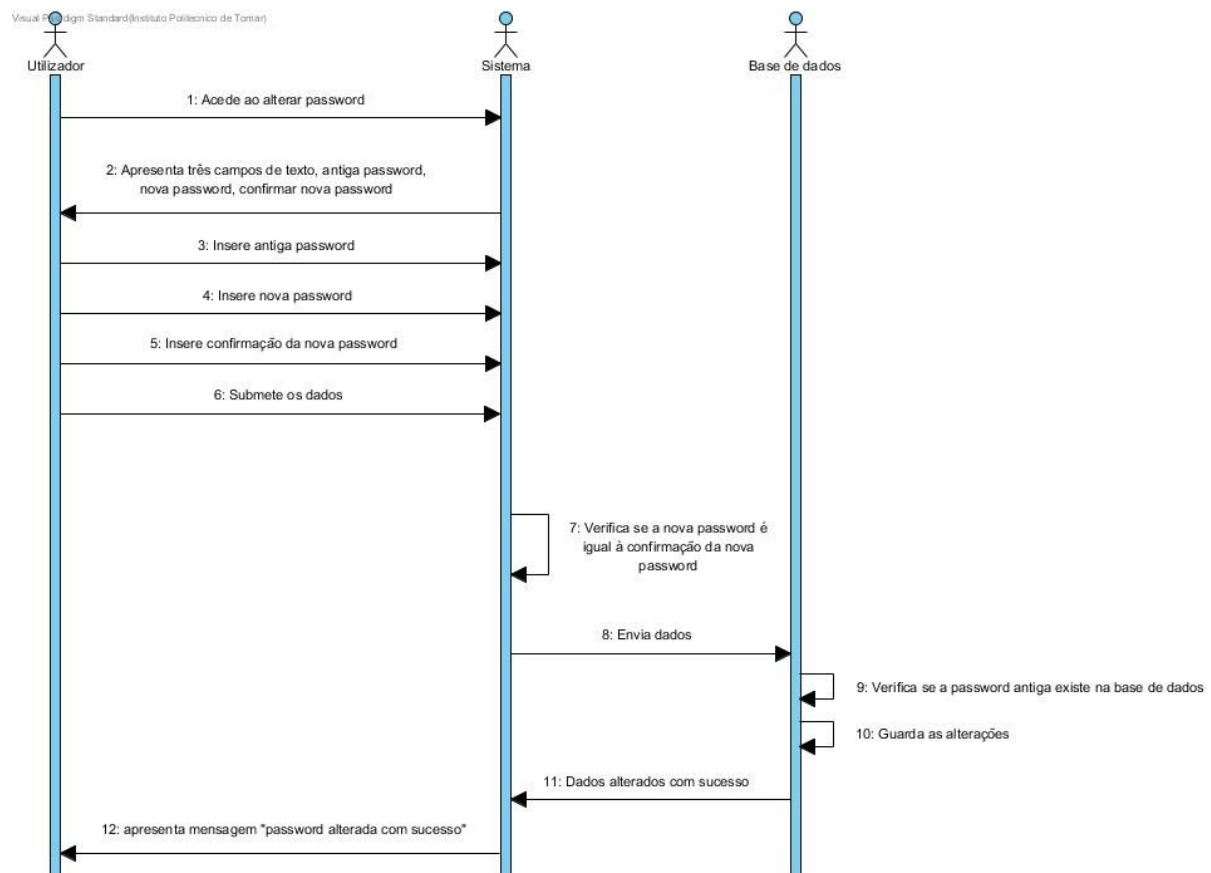 Visual Paradigm Standard(Instituto Politecnico de Tomar)
Utilizador
Sistema
Base de dados
1: Acede ao alterar password
2: Apresenta três campos de texto, antiga password,
nova password, confirmar nova password
3: Insere antiga password
4: Insere nova password
5: Insere confirmação da nova password
6: Submete os dados
7: Verifica se a nova password é
igual à confirmação da nova
password
8: Envia dados
9: Verifica se a password antiga existe na base de dados
10: Guarda as alterações
11: Dados alterados com sucesso
12: apresenta mensagem "password alterada com sucesso"